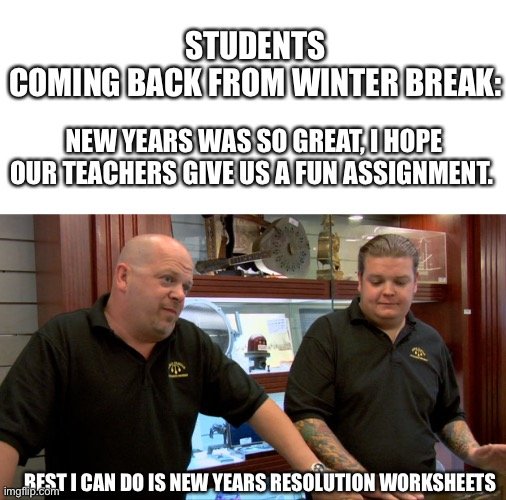 STUDENTS
COMING BACK FROM WINTER BREAK:
NEW YEARS WAS SO GREAT, I HOPE
OUR TEACHERS GIVE US A FUN ASSIGNMENT.
BEST I CAN DO IS NEW YEARS RESOLUTION WORKSHEETS
imgflip.com